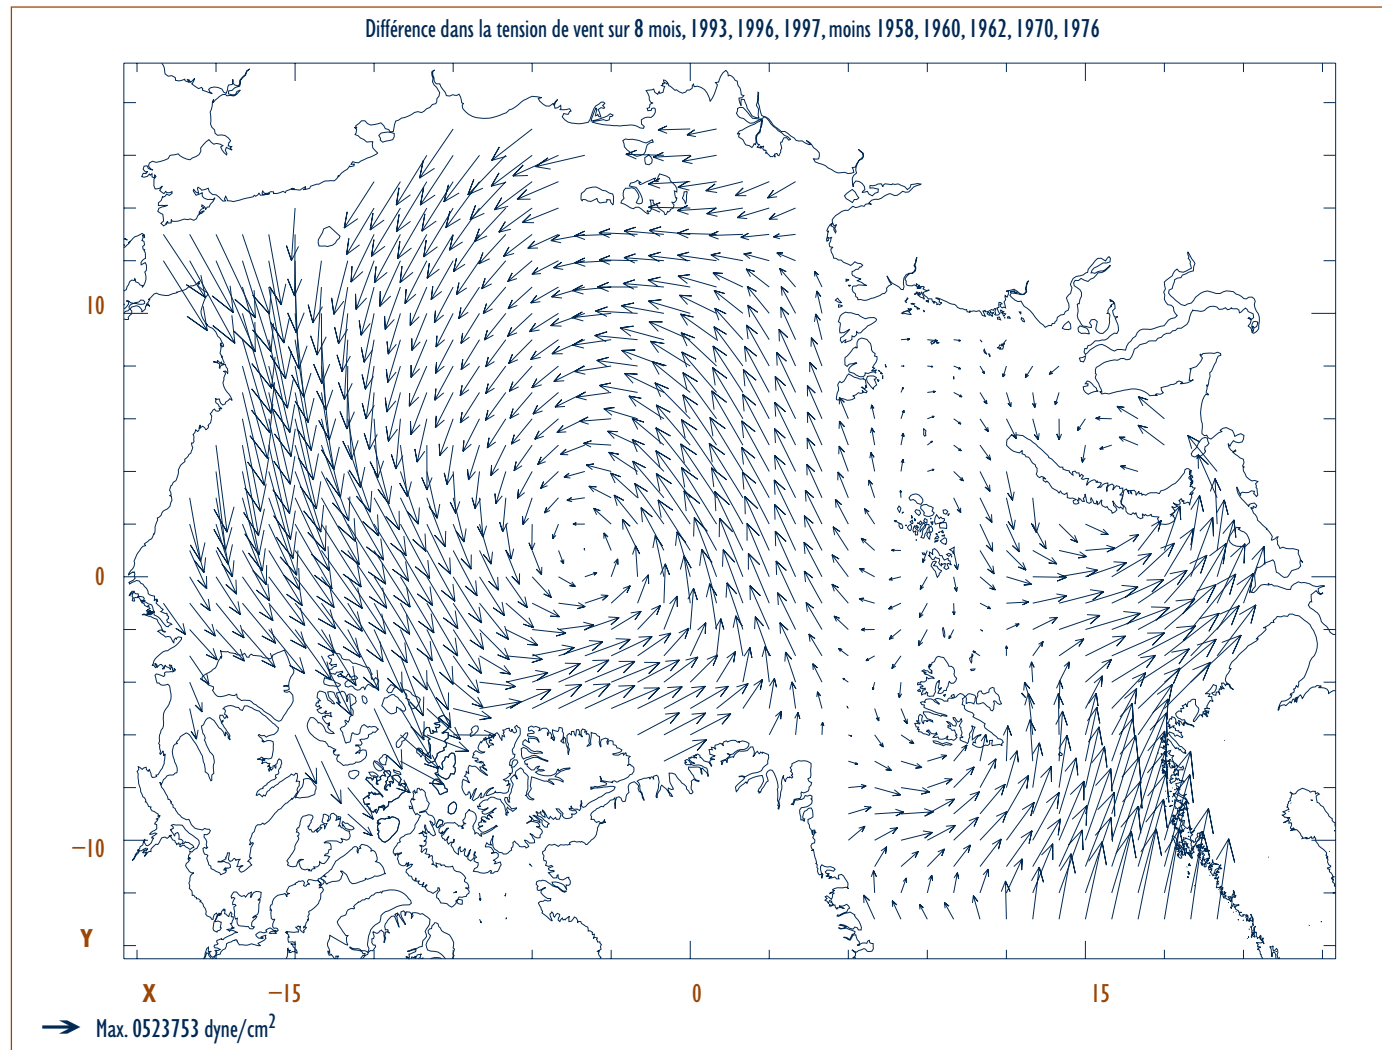 Différence dans la tension de vent sur 8 mois, 1993, 1996, 1997, moins 1958, 1960, 1962, 1970, 1976
10
0
−10
Y
X −15 0 15
Max. 0523753 dyne/cm²